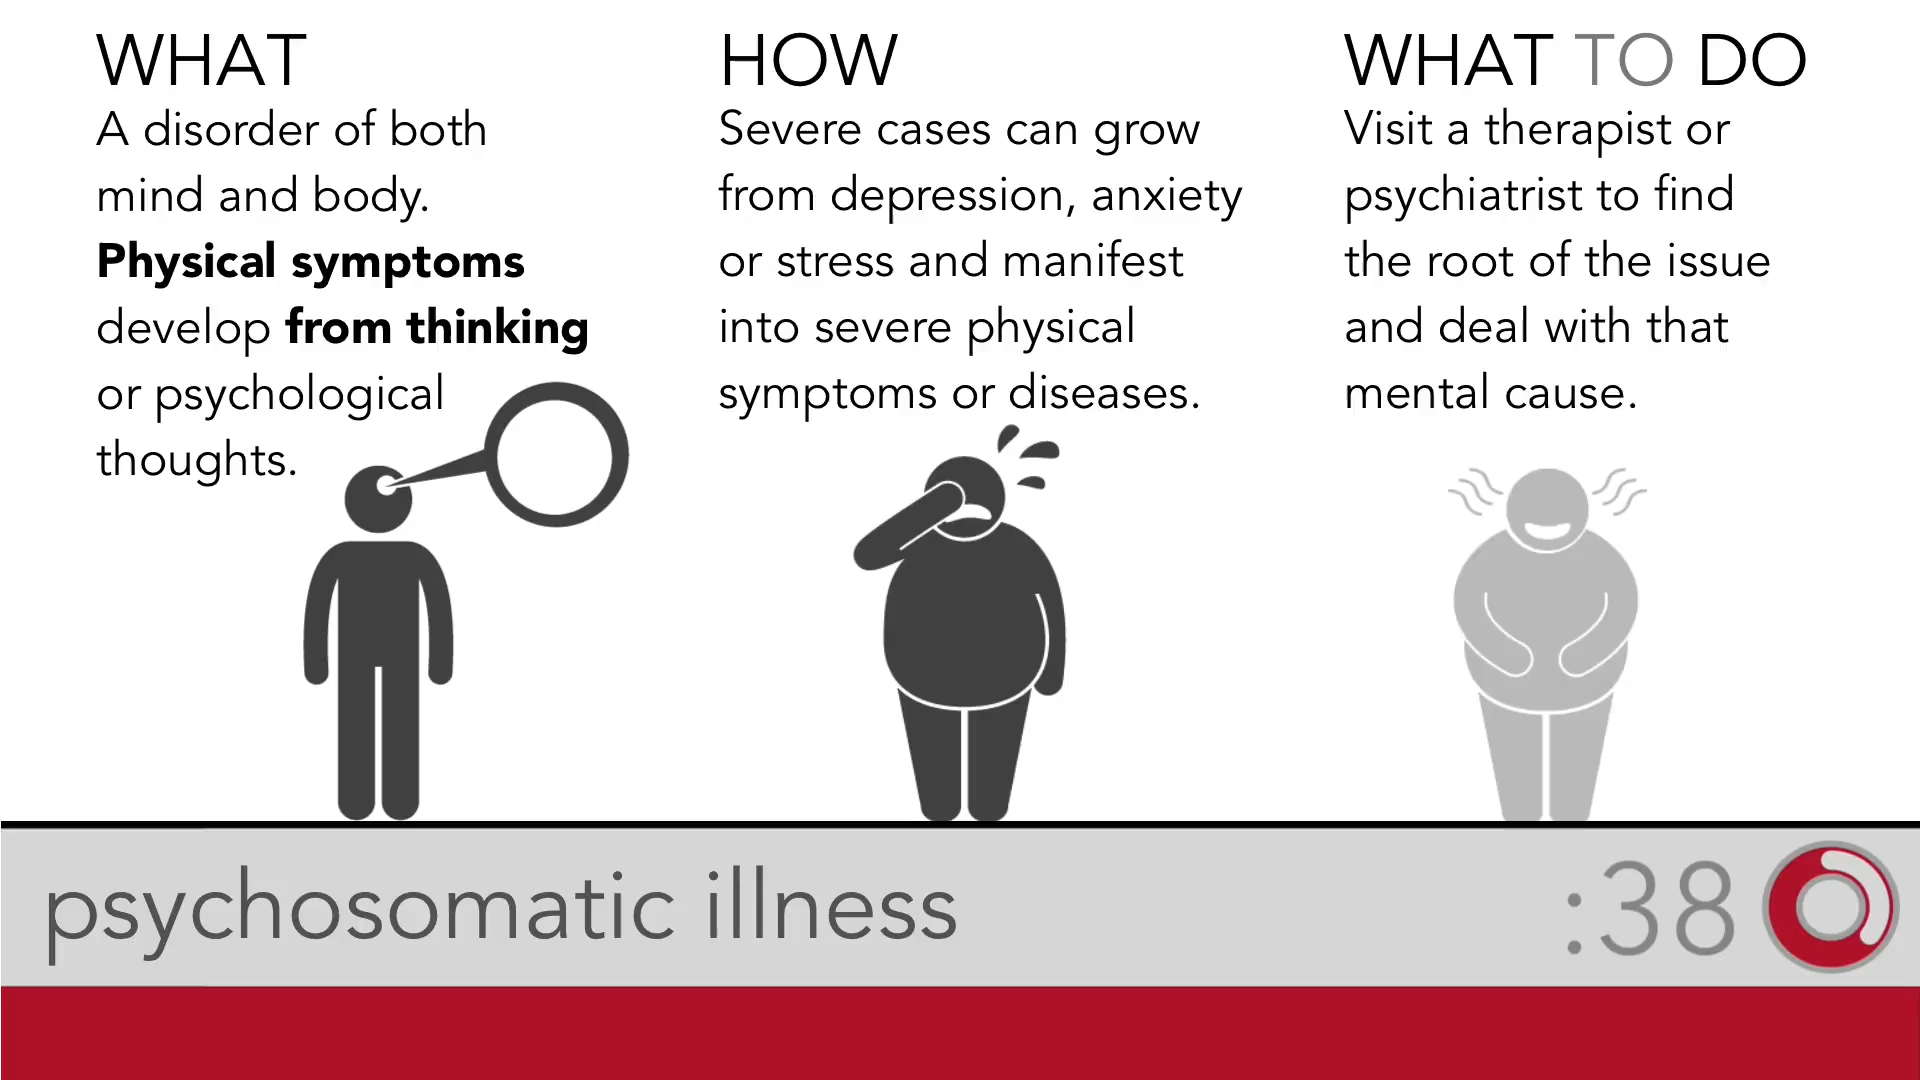 WHAT
A disorder of both
mind and body.
Physical symptoms
develop from thinking
or psychological
thoughts.
HOW
Severe cases can grow
from depression, anxiety
or stress and manifest
into severe physical
symptoms or diseases.
WHAT TO DO
Visit a therapist or
psychiatrist to find
the root of the issue
and deal with that
mental cause.
psychosomatic illness
:38